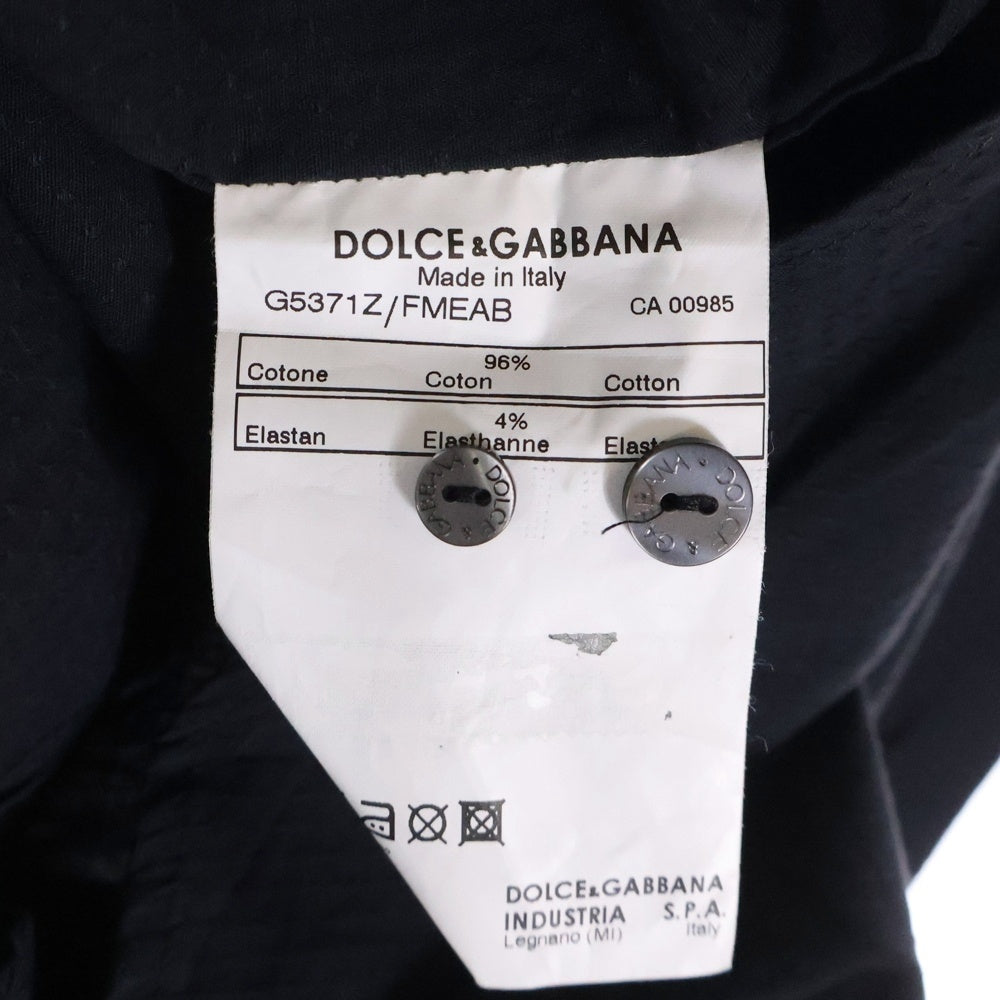 DOLCE&GABBANA
Made in Italy
G5371Z/FMEAB CA 00985
96%
Cotone Coton Cotton
4%
Elastan Elasthanne
GABBANA • DOLCE &
GABBANA • DOLCE &
DOLCE&GABBANA
INDUSTRIA S.P.A.
Legnano (MI) Italy